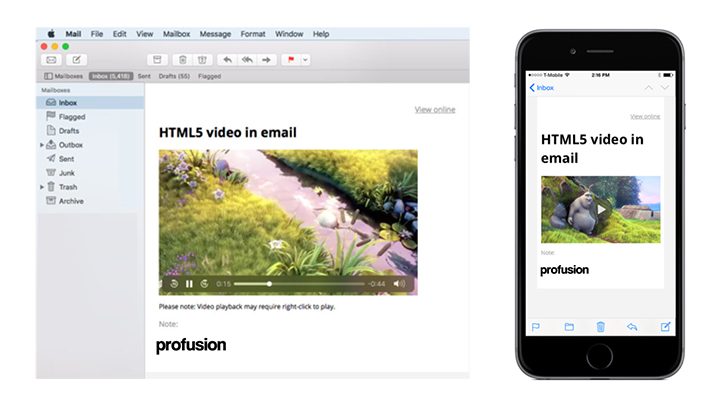 Mail File Edit View Mailbox Message Format Window Help
Mailboxes Inbox (5,418) Sent Drafts (55) Flagged
Mailboxes
Inbox
Flagged
Drafts
Outbox
Sent
Junk
Trash
Archive
View online
HTML5 video in email
0:15 -0:44
Please note: Video playback may require right-click to play.
Note:
profusion
T-Mobile 2:16 PM
Inbox
View online
HTML5 video in
email
Note:
profusion